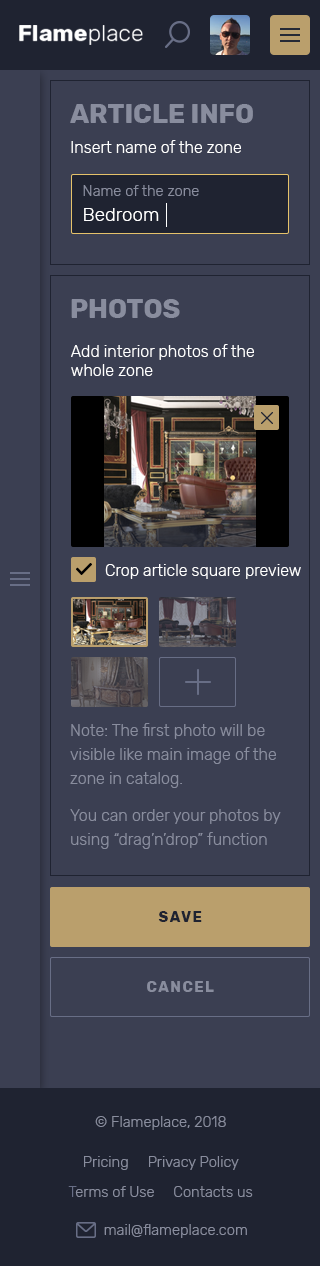 Flameplace
ARTICLE INFO
Insert name of the zone
Name of the zone
Bedroom
PHOTOS
Add interior photos of the
whole zone
Crop article square preview
Note: The first photo will be
visible like main image of the
zone in catalog.
You can order your photos by
using “drag'n’drop” function
SAVE
CANCEL
© Flameplace, 2018
Pricing Privacy Policy
Terms of Use Contacts us
mail@flameplace.com